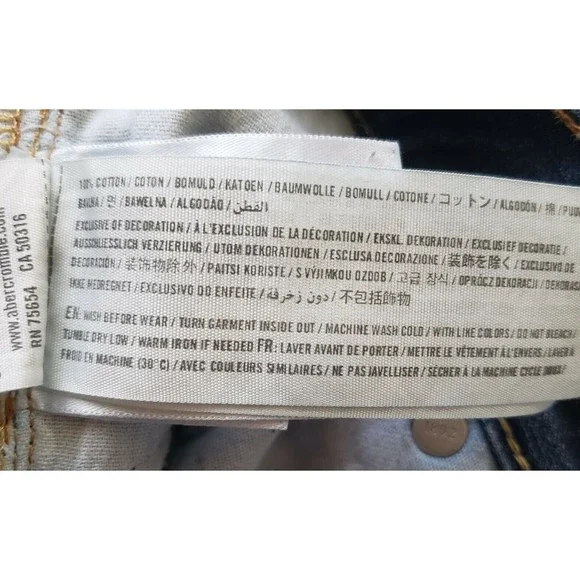 www.abercrombie.com
RN 75654 CA 50316
100% COTTON / COTON / BOMULD / KATOEN / BAUMWOLLE / BOMULL / COTONE / コットン / ALGODÓN / 棉 / PUU
BAVLNA / 면 / BAWEŁNA / ALGODÃO / القطن
EXCLUSIVE OF DECORATION / À L'EXCLUSION DE LA DÉCORATION / EKSKL. DEKORATION / EXCLUSIEF DECORATIE /
AUSSCHLIESSLICH VERZIERUNG / UTOM DEKORATIONEN / ESCLUSA DECORAZIONE / 装飾を除く / EXCLUSIVO DE
DECORACIÓN / 装饰物除外 / PAITSI KORISTE / S VÝJIMKOU OZDOB / 고급 장식 / OPRÓCZ DEKORACJI / DEKORASJ
IKKE MEDREGNET / EXCLUSIVO DO ENFEITE / دون زخرفة / 不包括飾物
EN: WASH BEFORE WEAR / TURN GARMENT INSIDE OUT / MACHINE WASH COLD / WITH LIKE COLORS / DO NOT BLEACH /
TUMBLE DRY LOW / WARM IRON IF NEEDED FR: LAVER AVANT DE PORTER / METTRE LE VÊTEMENT À L'ENVERS / LAVER À
FROID EN MACHINE (30°C) / AVEC COULEURS SIMILAIRES / NE PAS JAVELLISER / SÉCHER À LA MACHINE CYCLE